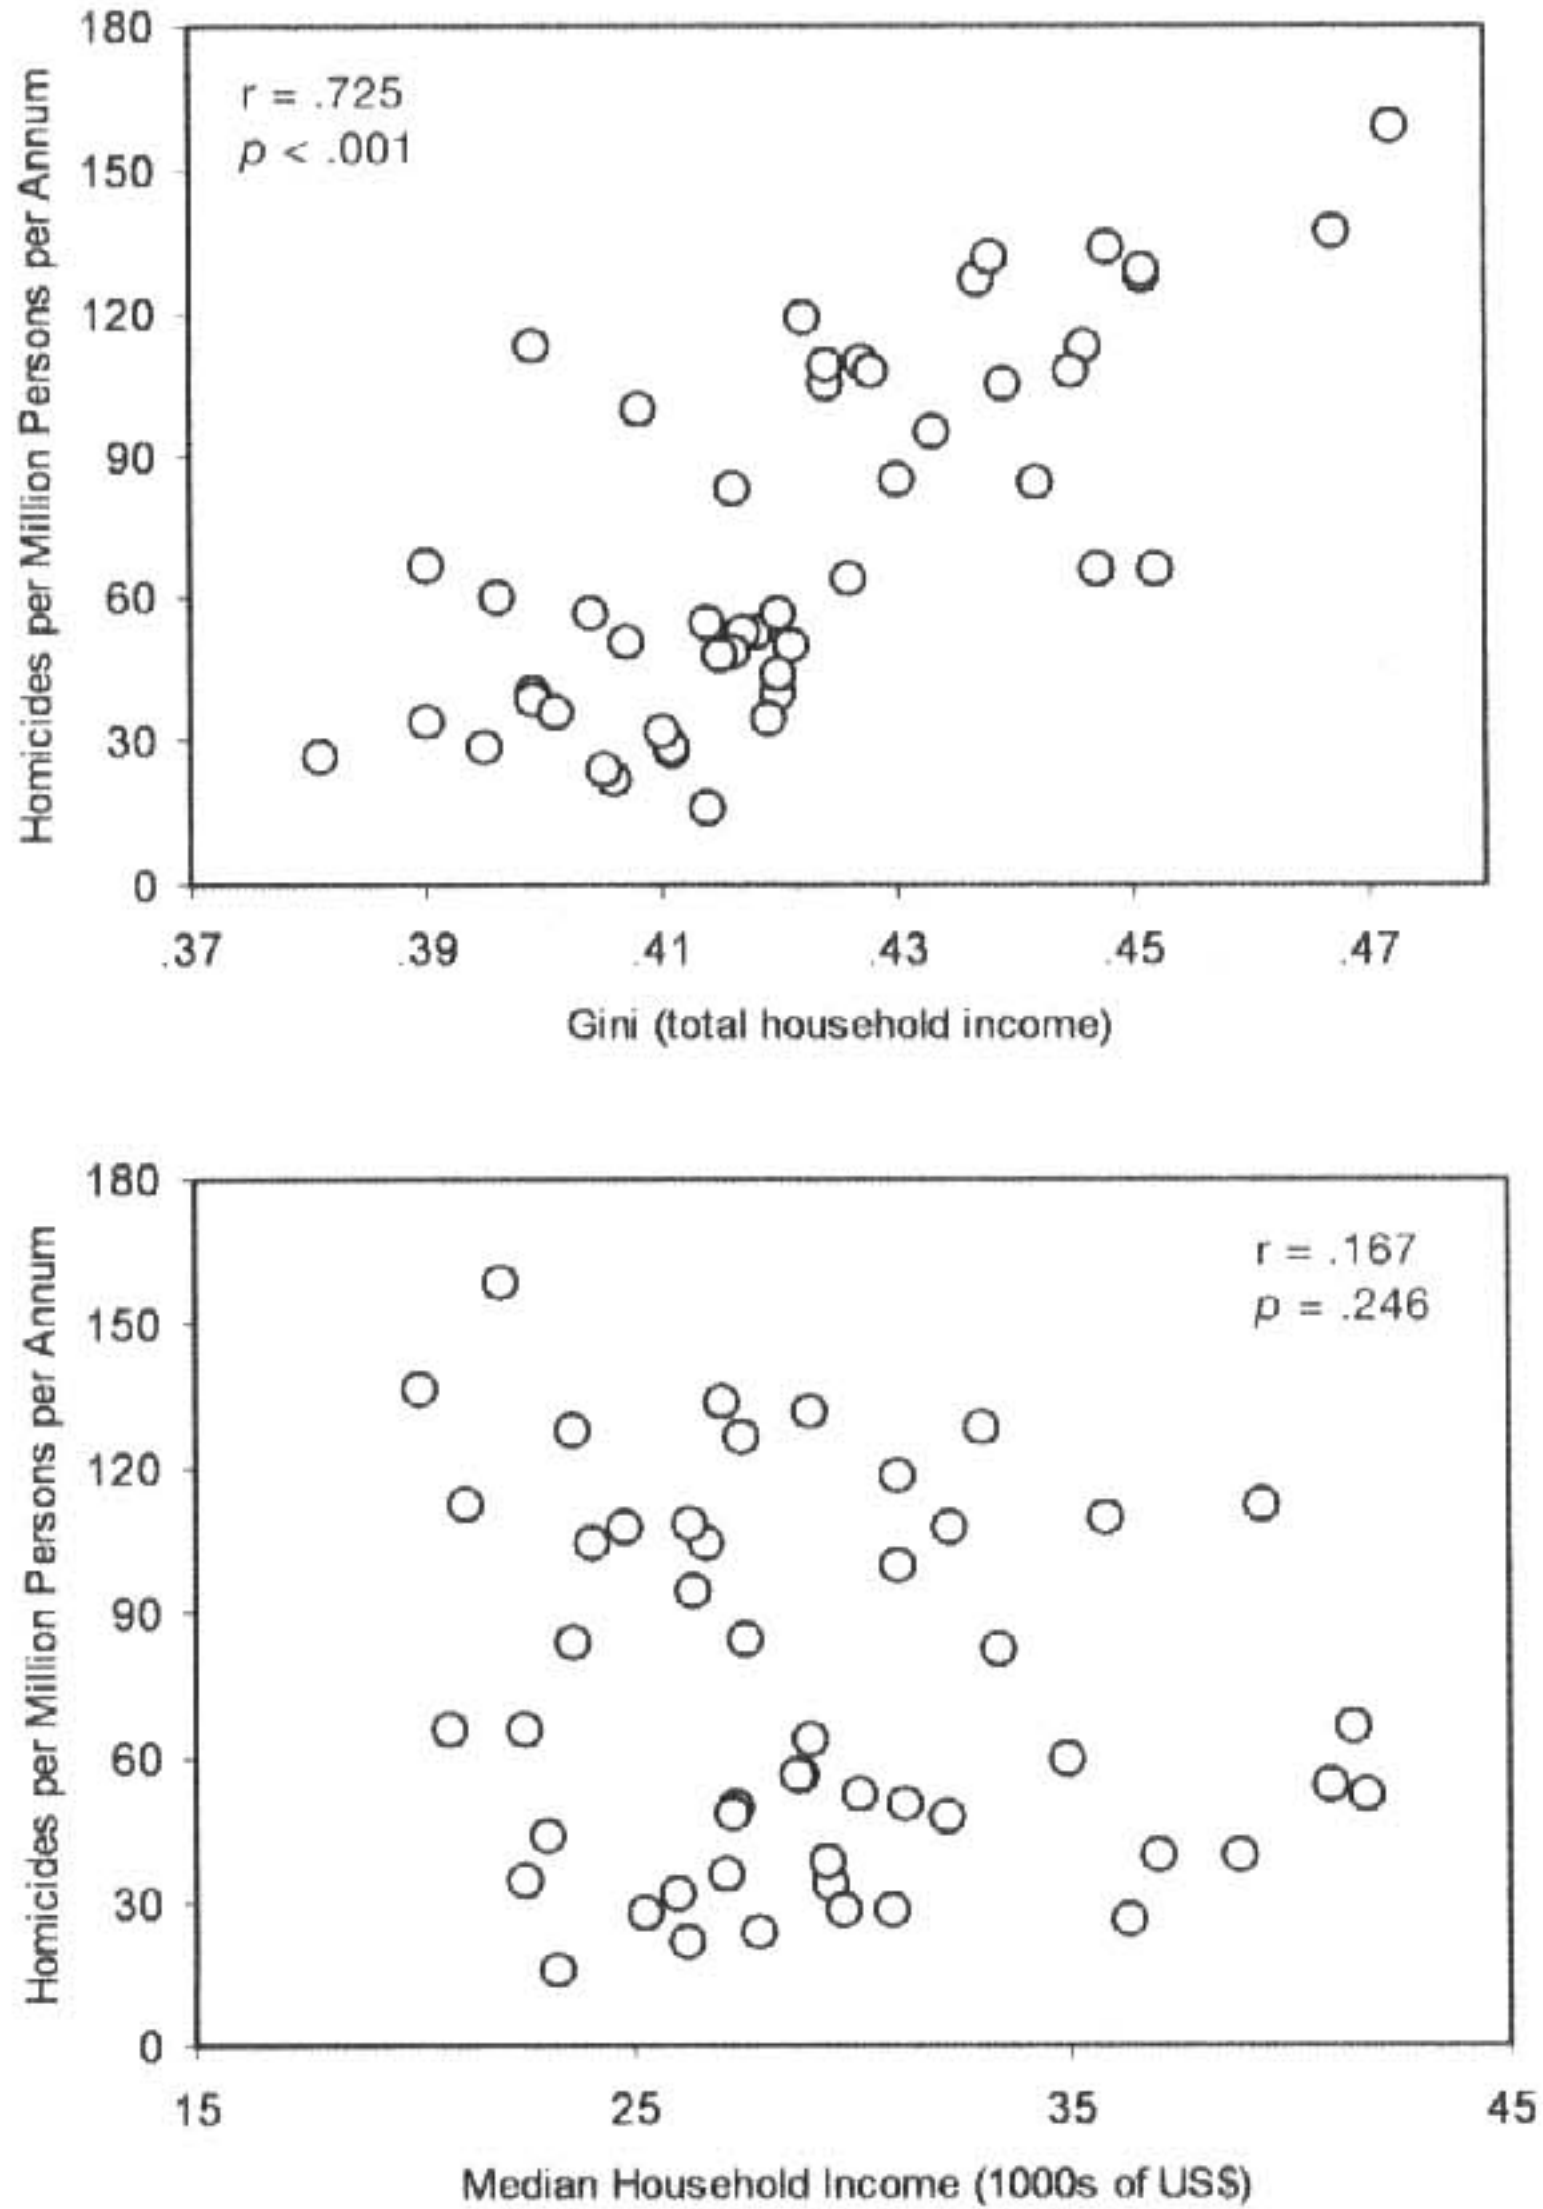 180
150
120
90
60
30
0
Homicides per Million Persons per Annum
r = .725
p < .001
.37 .39 .41 .43 .45 .47
Gini (total household income)
180
150
120
90
60
30
0
Homicides per Million Persons per Annum
r = .167
p = .246
15 25 35 45
Median Household Income (1000s of US$)